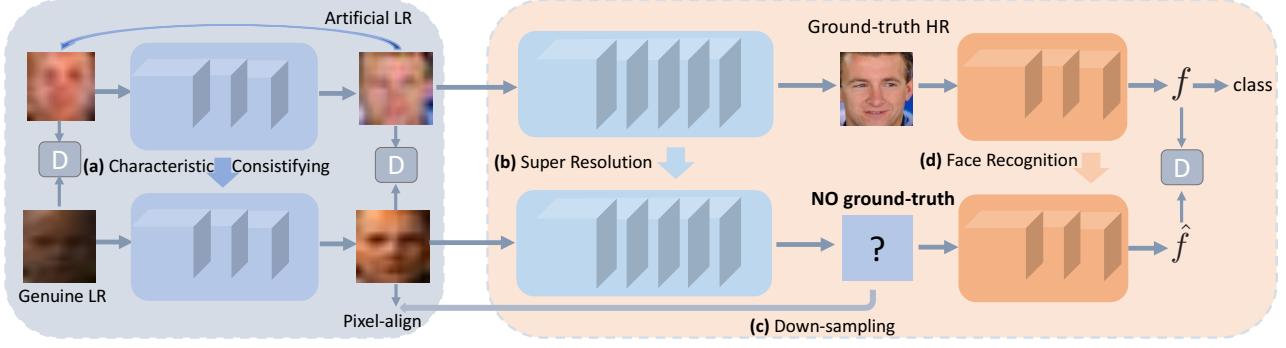 Artificial LR
Ground-truth HR
D
(a) Characteristic Consistifying
D
(b) Super Resolution
(d) Face Recognition
f
class
D
NO ground-truth
?
f̂
Genuine LR
Pixel-align
(c) Down-sampling